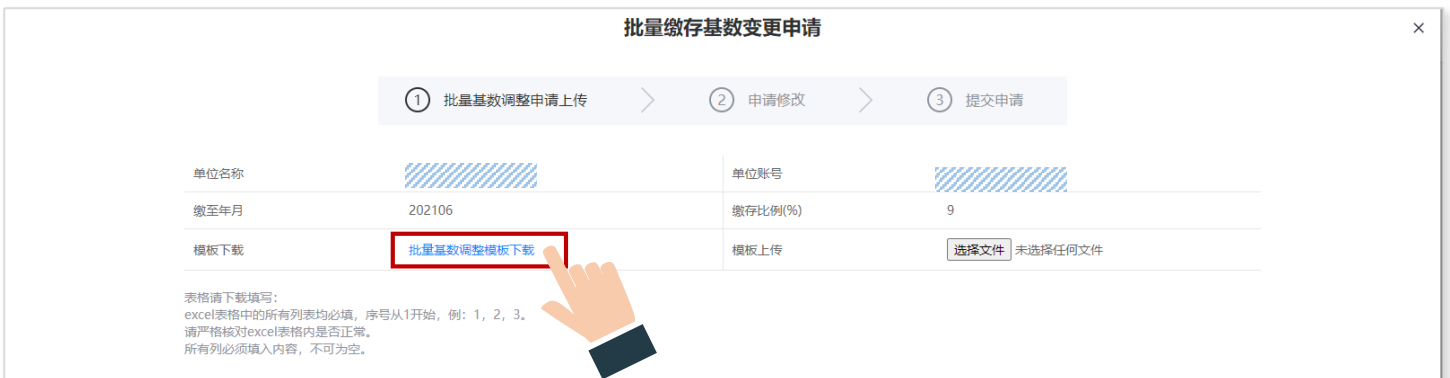 批量缴存基数变更申请 ×
1 批量基数调整申请上传 2 申请修改 3 提交申请
单位名称 单位账号
缴至年月 202106 缴存比例(%) 9
模板下载 批量基数调整模板下载 模板上传 选择文件 未选择任何文件
表格请下载填写：
excel表格中的所有列表均必填，序号从1开始，例：1，2，3。
请严格核对excel表格内是否正常。
所有列必须填入内容，不可为空。